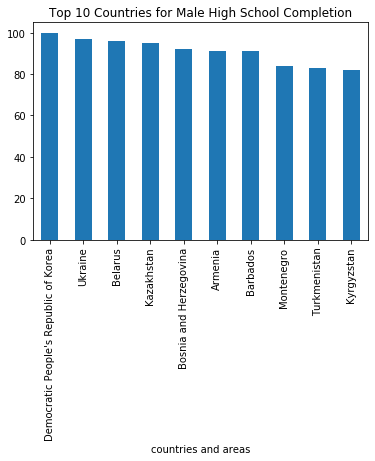 Top 10 Countries for Male High School Completion
100
80
60
40
20
0
Democratic People's Republic of Korea
Ukraine
Belarus
Kazakhstan
Bosnia and Herzegovina
Armenia
Barbados
Montenegro
Turkmenistan
Kyrgyzstan
countries and areas